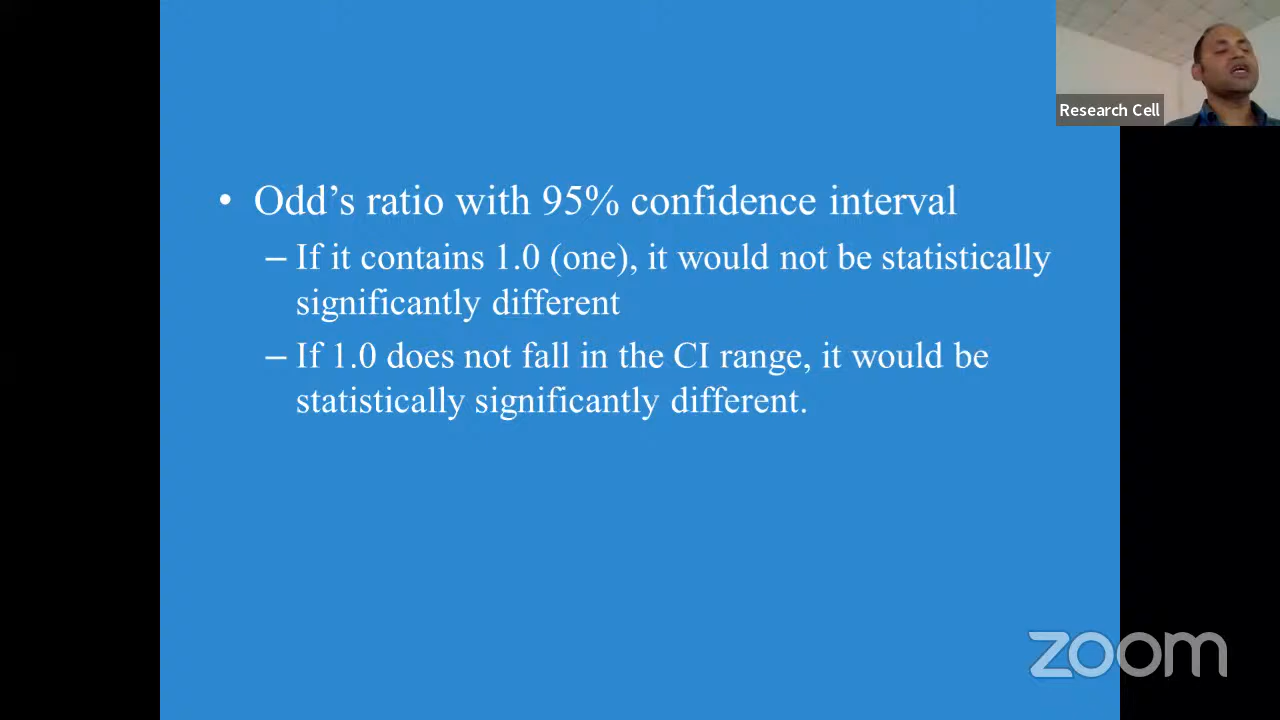 Research Cell
• Odd's ratio with 95% confidence interval
– If it contains 1.0 (one), it would not be statistically
significantly different
– If 1.0 does not fall in the CI range, it would be
statistically significantly different.
zoom